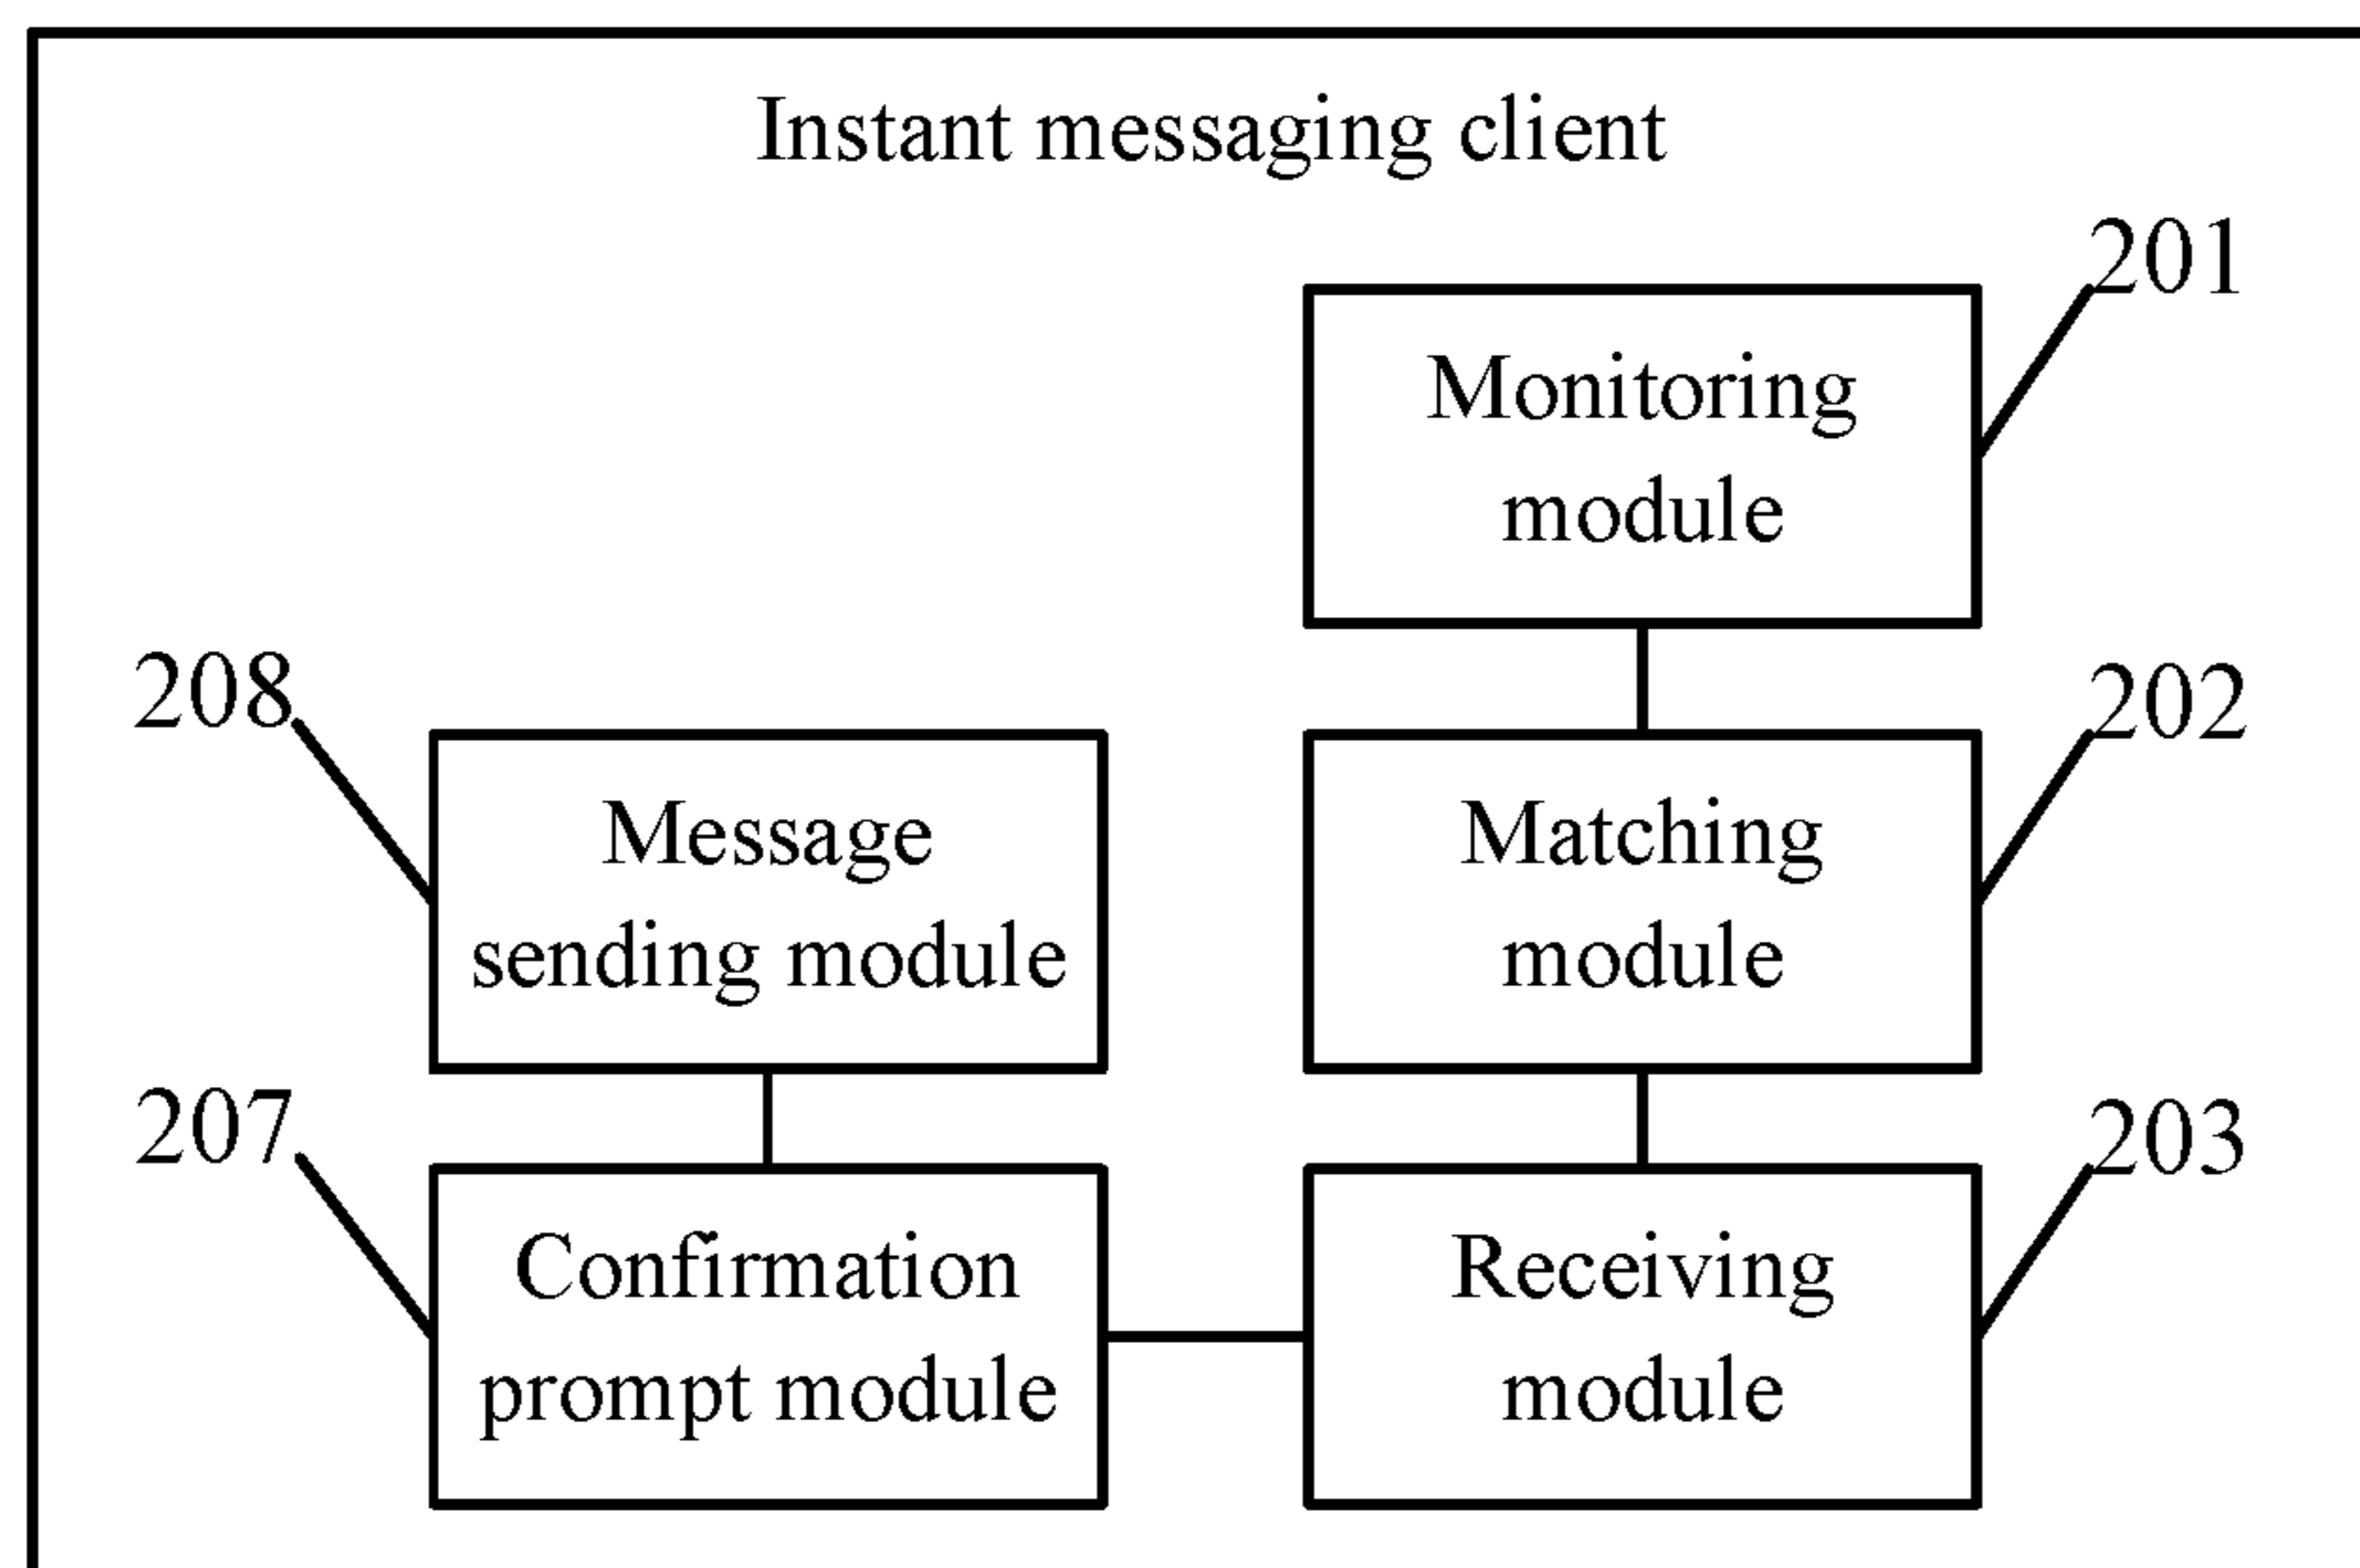 Instant messaging client
201
Monitoring
module
208
202
Message
sending module
Matching
module
207
203
Confirmation
prompt module
Receiving
module